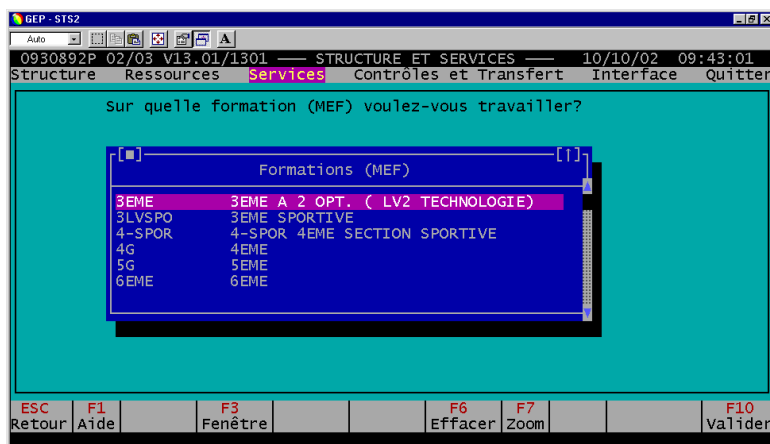 GEP - STS2
Auto
A
0930892P 02/03 V13.01/1301 —— STRUCTURE ET SERVICES —— 10/10/02 09:43:01
Structure Ressources Services Contrôles et Transfert Interface Quitter
Sur quelle formation (MEF) voulez-vous travailler?
[■] [↑]
Formations (MEF)
3EME 3EME A 2 OPT. ( LV2 TECHNOLOGIE)
3LVSPO 3EME SPORTIVE
4-SPOR 4-SPOR 4EME SECTION SPORTIVE
4G 4EME
5G 5EME
6EME 6EME
ESC F1 F3 F6 F7 F10
Retour Aide Fenêtre Effacer Zoom Valider